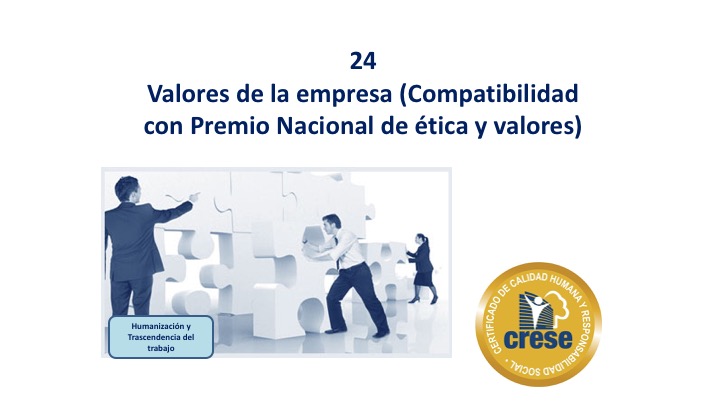 24
Valores de la empresa (Compatibilidad
con Premio Nacional de ética y valores)
Humanización y
Trascendencia del
trabajo
CERTIFICADO DE CALIDAD HUMANA Y RESPONSABILIDAD SOCIAL
crese